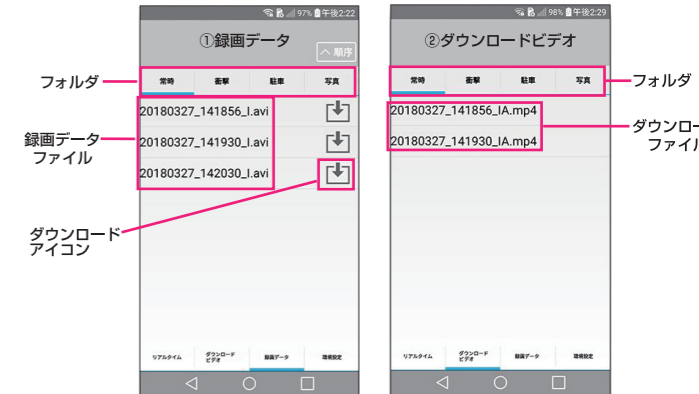 97% 午後2:22
①録画データ
へ 順序
フォルダ
常時 衝撃 駐車 写真
20180327_141856_I.avi
録画データ
ファイル
20180327_141930_I.avi
20180327_142030_I.avi
ダウンロード
アイコン
リアルタイム ダウンロード
ビデオ 録画データ 環境設定
98% 午後2:29
②ダウンロードビデオ
常時 衝撃 駐車 写真
フォルダ
20180327_141856_IA.mp4
20180327_141930_IA.mp4
ダウンロー
ファイル
リアルタイム ダウンロード
ビデオ 録画データ 環境設定